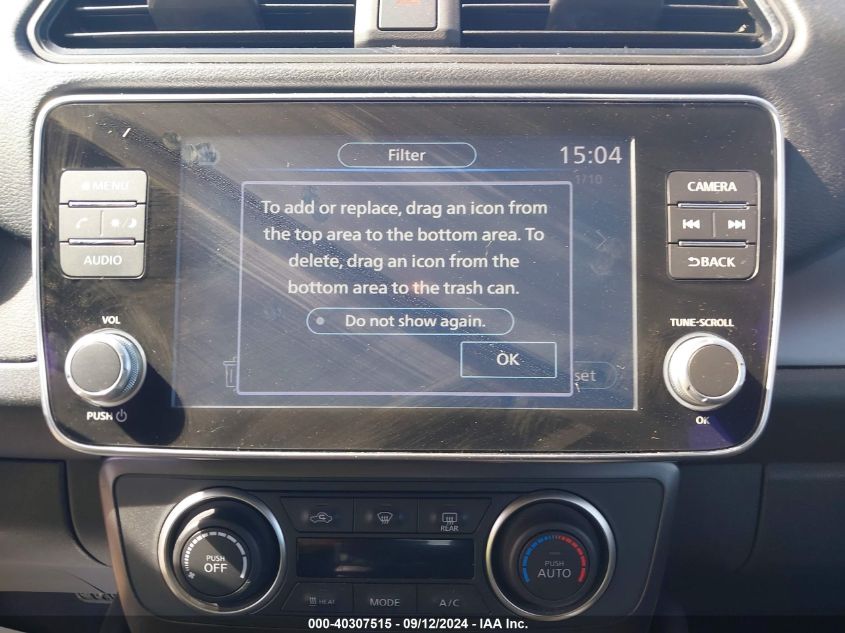 Filter
15:04
1/10
MENU
CAMERA
To add or replace, drag an icon from
the top area to the bottom area. To
delete, drag an icon from the
bottom area to the trash can.
AUDIO
BACK
Do not show again.
VOL
TUNE•SCROLL
OK
set
PUSH
OK
REAR
PUSH
OFF
PUSH
AUTO
HEAT
MODE
A/C
000-40307515 - 09/12/2024 - IAA Inc.